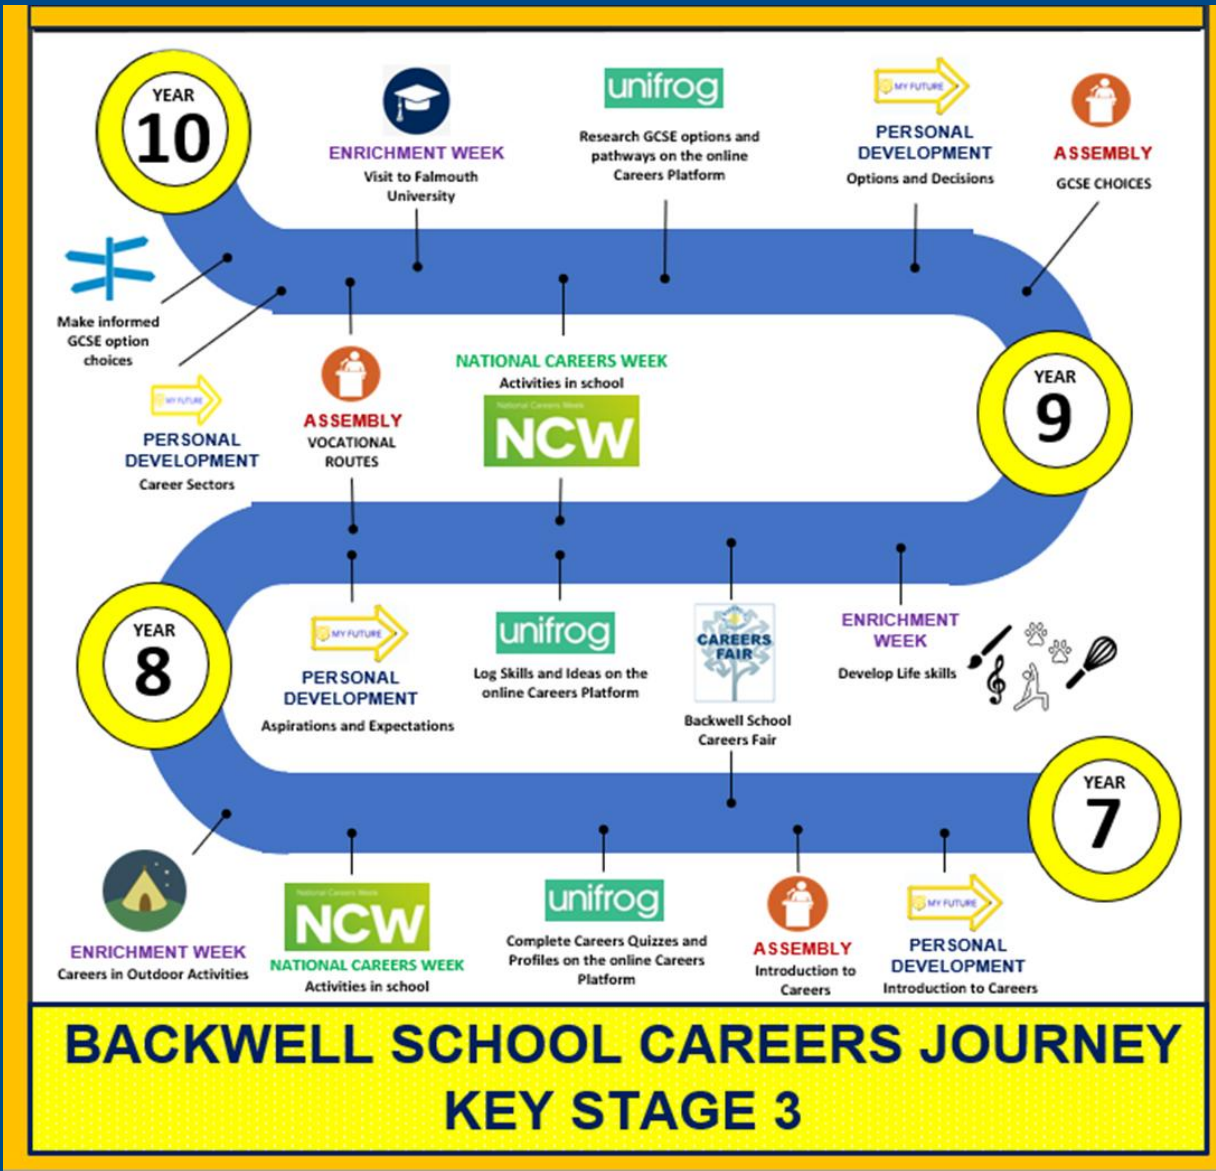 YEAR
10
ENRICHMENT WEEK
Visit to Falmouth
University
unifrog
Research GCSE options and
pathways on the online
Careers Platform
MY FUTURE
PERSONAL
DEVELOPMENT
Options and Decisions
ASSEMBLY
GCSE CHOICES
Make informed
GCSE option
choices
MY FUTURE
PERSONAL
DEVELOPMENT
Career Sectors
ASSEMBLY
VOCATIONAL
ROUTES
NATIONAL CAREERS WEEK
Activities in school
National Careers Week
NCW
YEAR
9
YEAR
8
MY FUTURE
PERSONAL
DEVELOPMENT
Aspirations and Expectations
unifrog
Log Skills and Ideas on the
online Careers Platform
CAREERS
FAIR
Backwell School
Careers Fair
ENRICHMENT
WEEK
Develop Life skills
YEAR
7
ENRICHMENT WEEK
Careers in Outdoor Activities
National Careers Week
NCW
NATIONAL CAREERS WEEK
Activities in school
unifrog
Complete Careers Quizzes and
Profiles on the online Careers
Platform
ASSEMBLY
Introduction to
Careers
MY FUTURE
PERSONAL
DEVELOPMENT
Introduction to Careers
BACKWELL SCHOOL CAREERS JOURNEY
KEY STAGE 3